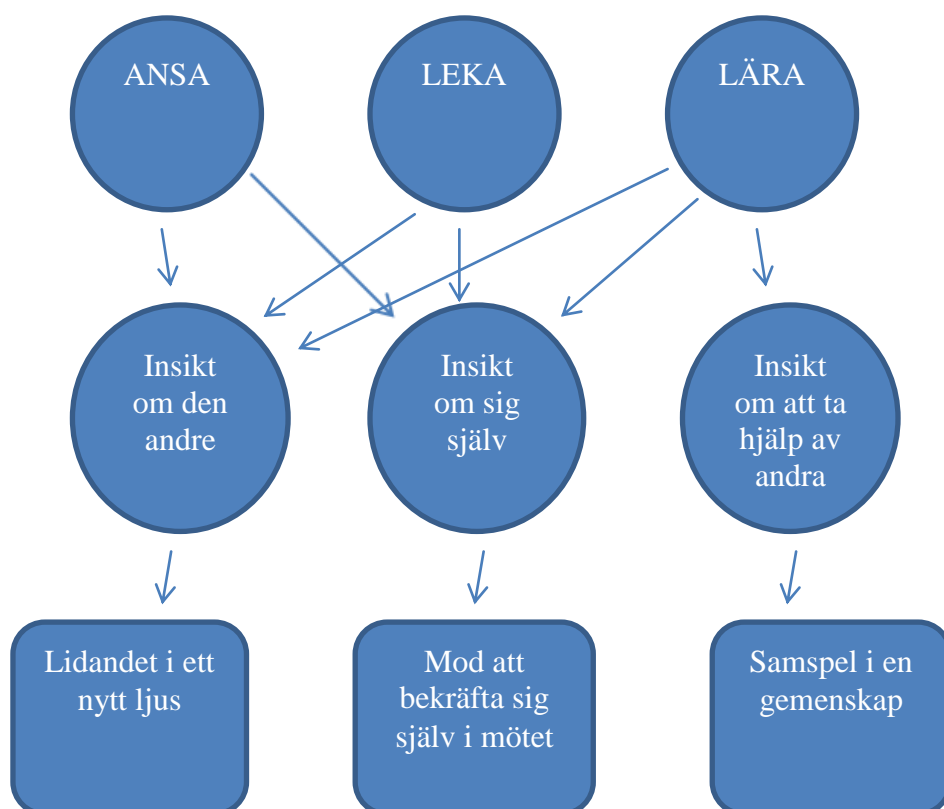 ANSA
LEKA
LÄRA
Insikt
om den
andre
Insikt
om sig
själv
Insikt
om att ta
hjälp av
andra
Lidandet i ett
nytt ljus
Mod att
bekräfta sig
själv i mötet
Samspel i en
gemenskap